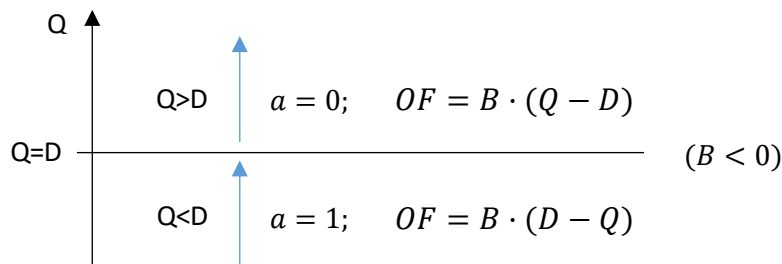 Q
Q>D a = 0; OF = B · (Q − D)
Q=D (B < 0)
Q<D a = 1; OF = B · (D − Q)